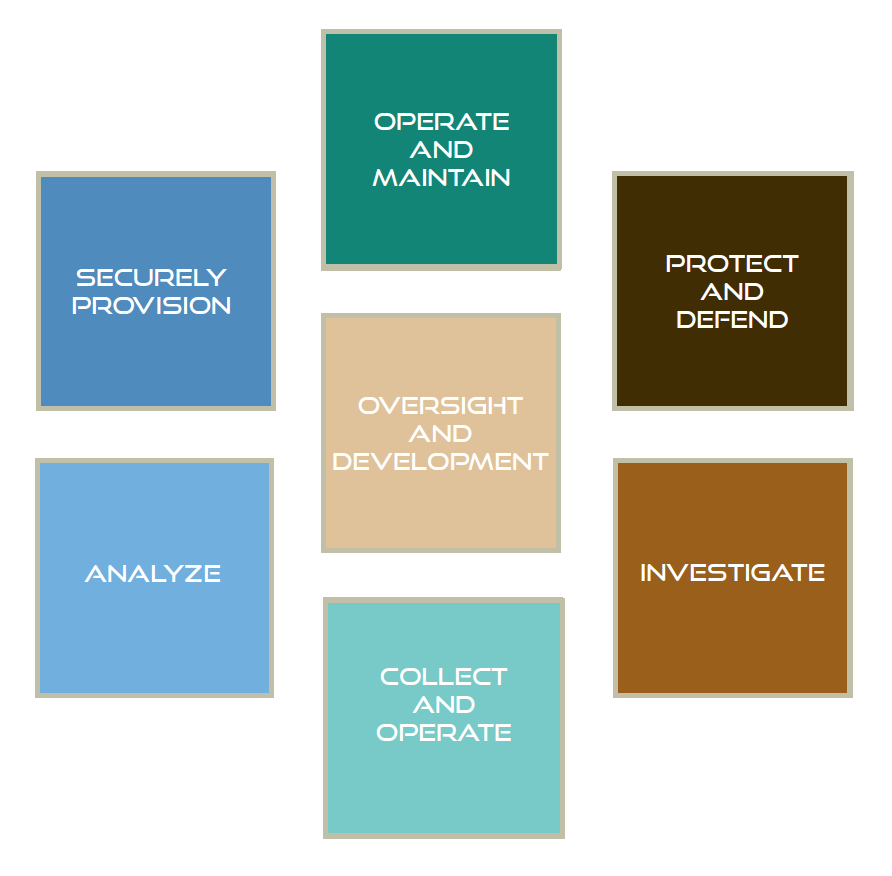 OPERATE
AND
MAINTAIN
SECURELY
PROVISION
PROTECT
AND
DEFEND
OVERSIGHT
AND
DEVELOPMENT
ANALYZE
INVESTIGATE
COLLECT
AND
OPERATE